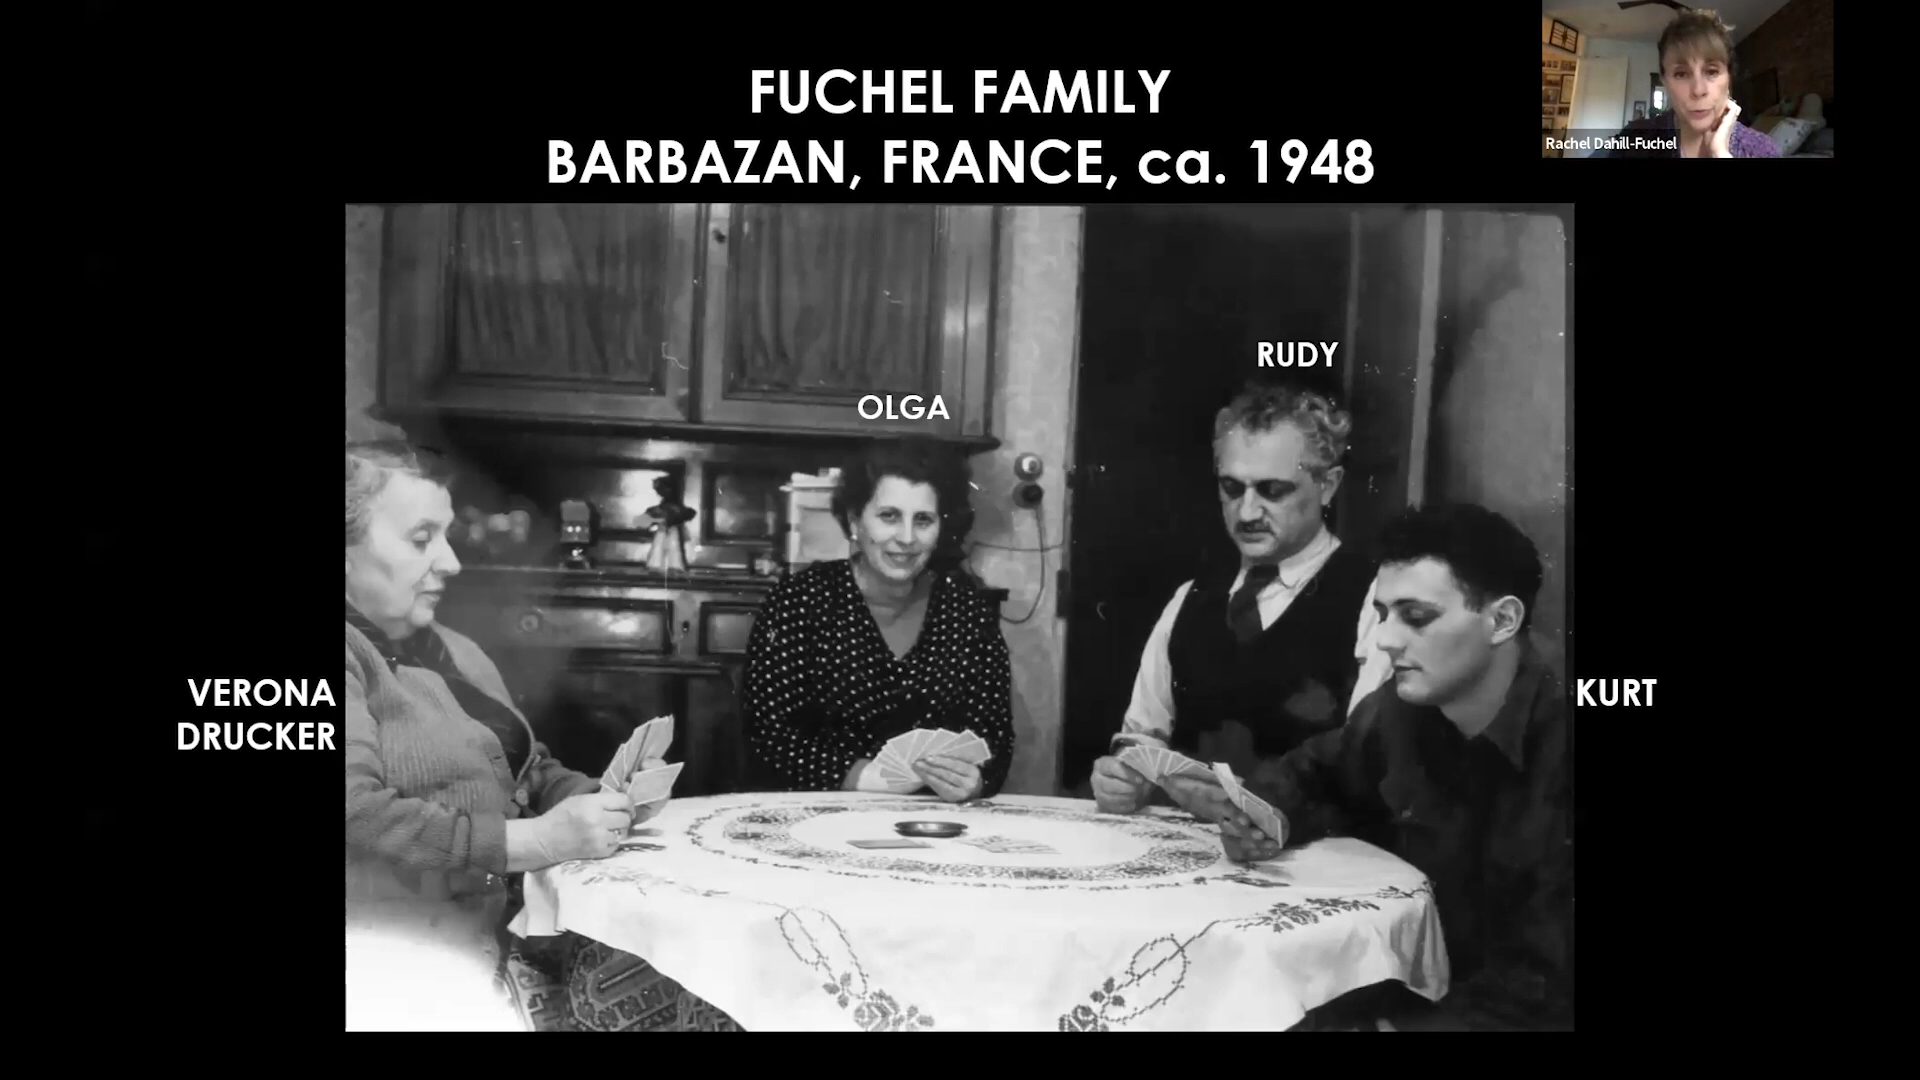 FUCHEL FAMILY
BARBAZAN, FRANCE, ca. 1948
Rachel Dahill-Fuchel
RUDY
OLGA
VERONA
DRUCKER
KURT